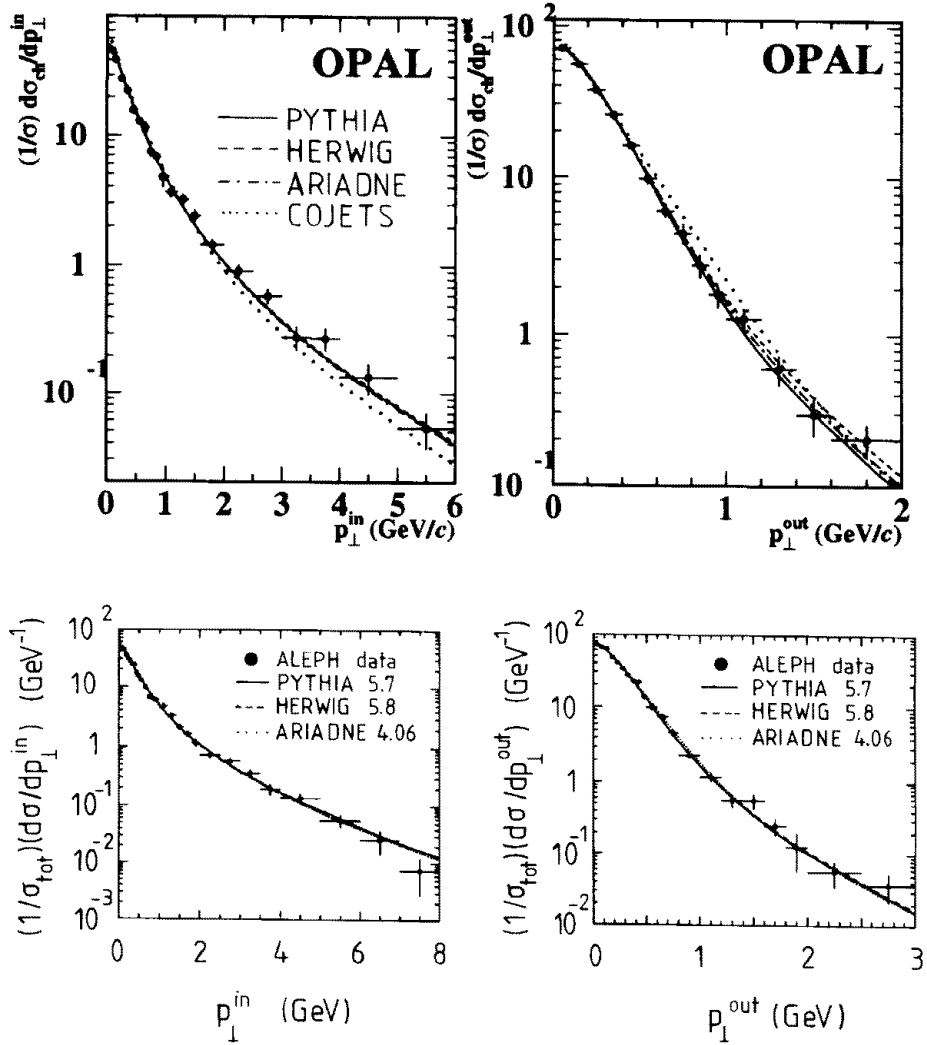 OPAL
(1/σ) dσ_ch/dp_⊥^in
10
1
10^-1
PYTHIA
HERWIG
ARIADNE
COJETS
0 1 2 3 4 5 6
p_⊥^in (GeV/c)
OPAL
(1/σ) dσ_ch/dp_⊥^out
10^2
10
1
10^-1
0 1 2
p_⊥^out (GeV/c)
(1/σ_tot)(dσ/dp_⊥^in) (GeV^-1)
10^2
10
1
10^-1
10^-2
10^-3
ALEPH data
PYTHIA 5.7
HERWIG 5.8
ARIADNE 4.06
0 2 4 6 8
p_⊥^in (GeV)
(1/σ_tot)(dσ/dp_⊥^out) (GeV^-1)
10^2
10
1
10^-1
10^-2
ALEPH data
PYTHIA 5.7
HERWIG 5.8
ARIADNE 4.06
0 1 2 3
p_⊥^out (GeV)